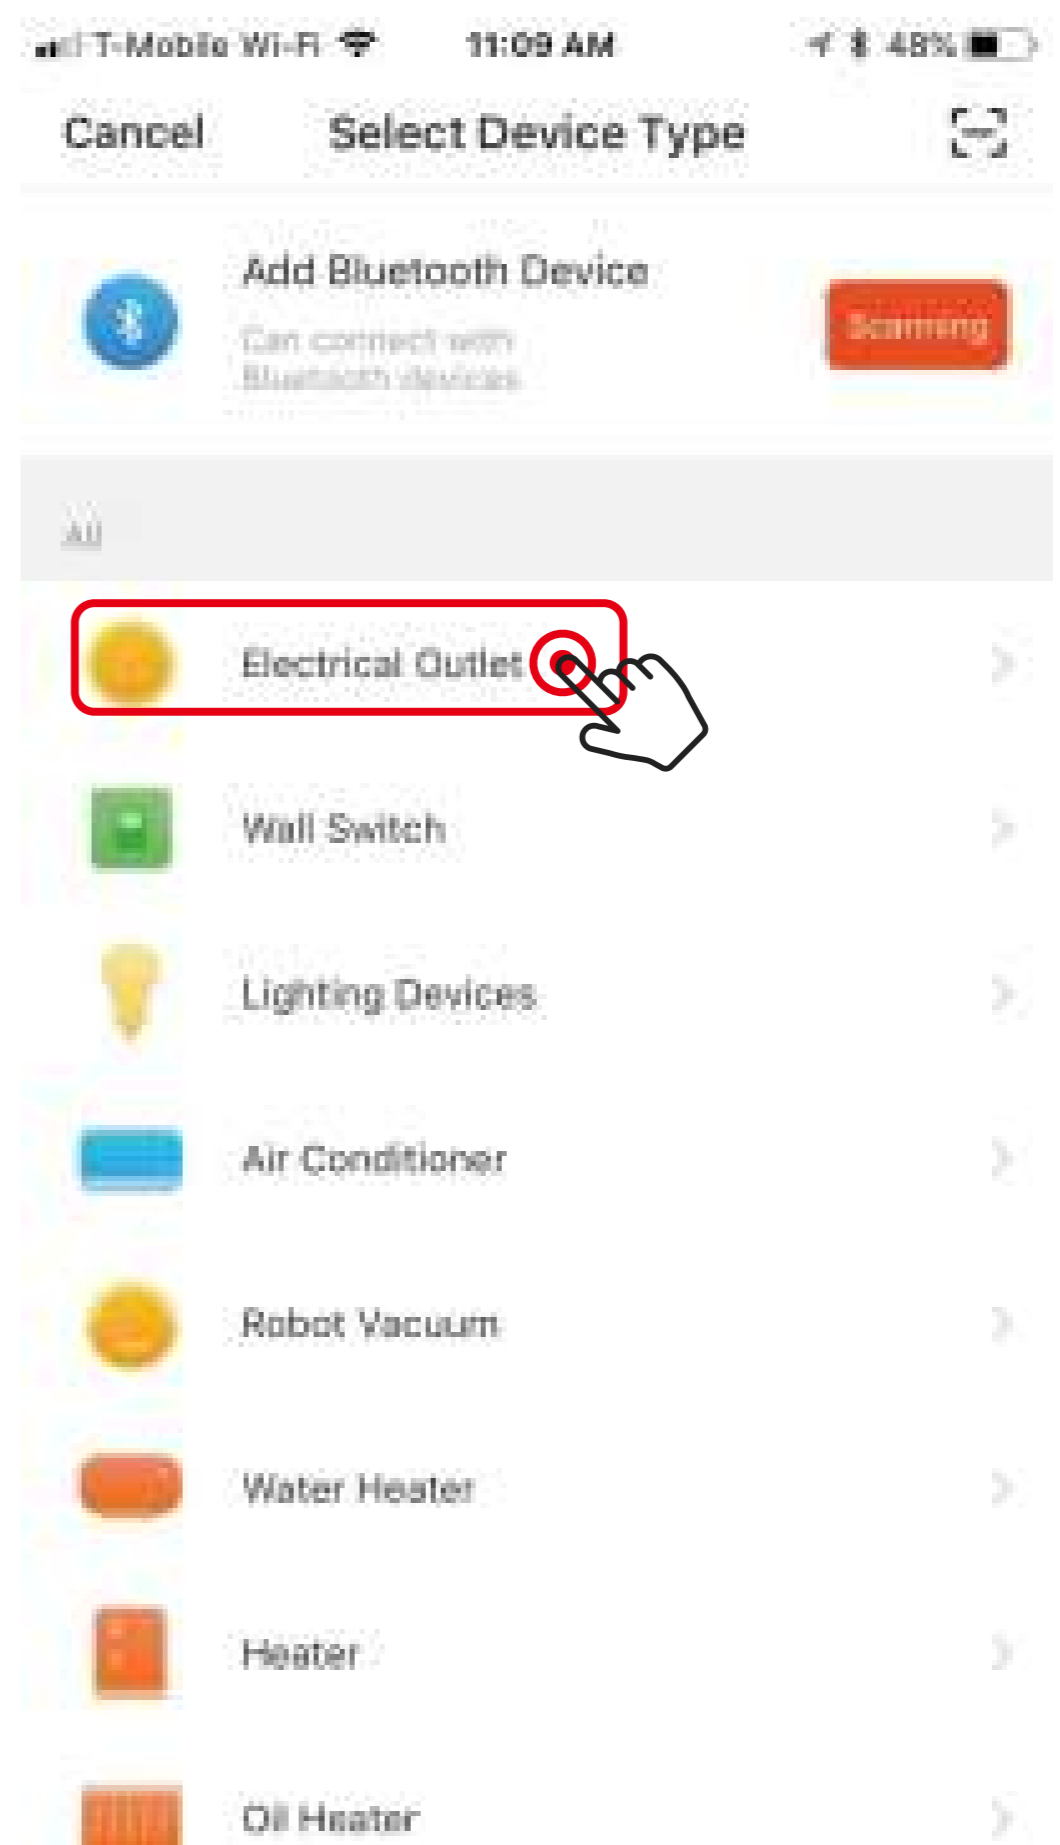 T-Mobile Wi-Fi 11:09 AM 48%
Cancel Select Device Type
Add Bluetooth Device
Can connect with
Bluetooth devices
Scanning
All
Electrical Outlet
Wall Switch
Lighting Devices
Air Conditioner
Robot Vacuum
Water Heater
Heater
Oil Heater